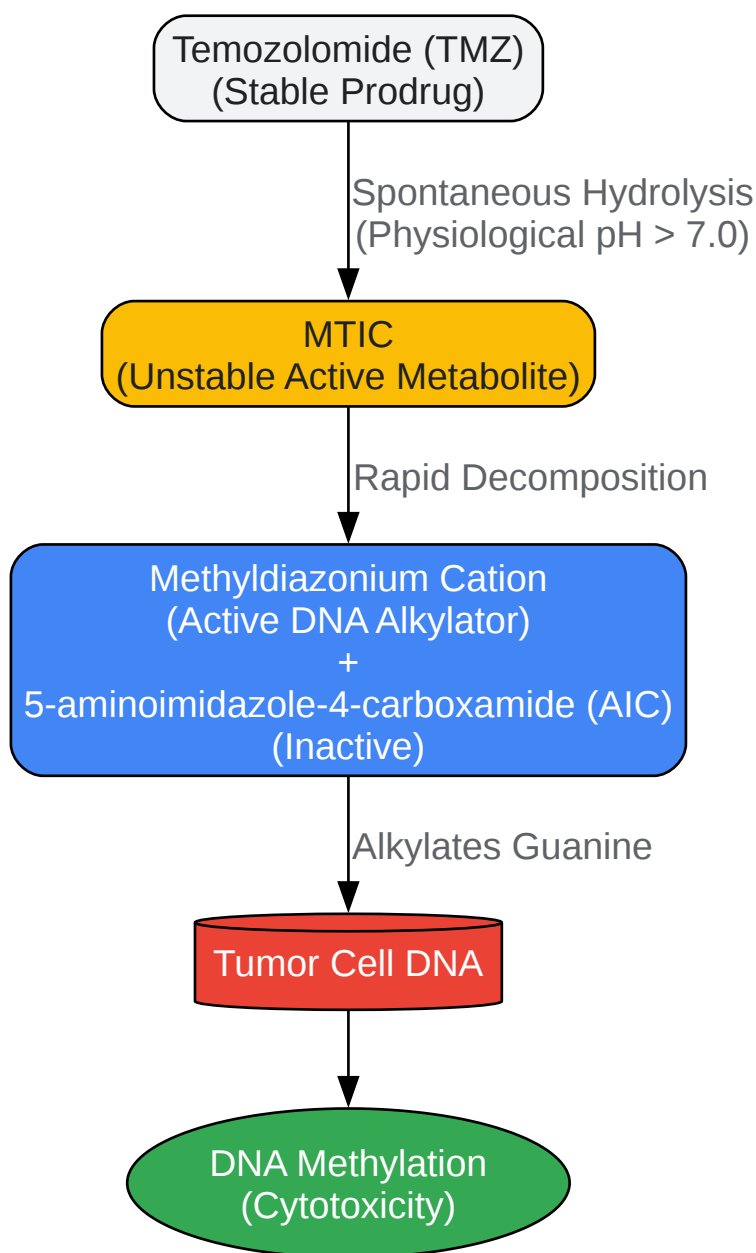 Temozolomide (TMZ)
(Stable Prodrug)
Spontaneous Hydrolysis
(Physiological pH > 7.0)
MTIC
(Unstable Active Metabolite)
Rapid Decomposition
Methyldiazonium Cation
(Active DNA Alkylator)
+
5-aminoimidazole-4-carboxamide (AIC)
(Inactive)
Alkylates Guanine
Tumor Cell DNA
DNA Methylation
(Cytotoxicity)